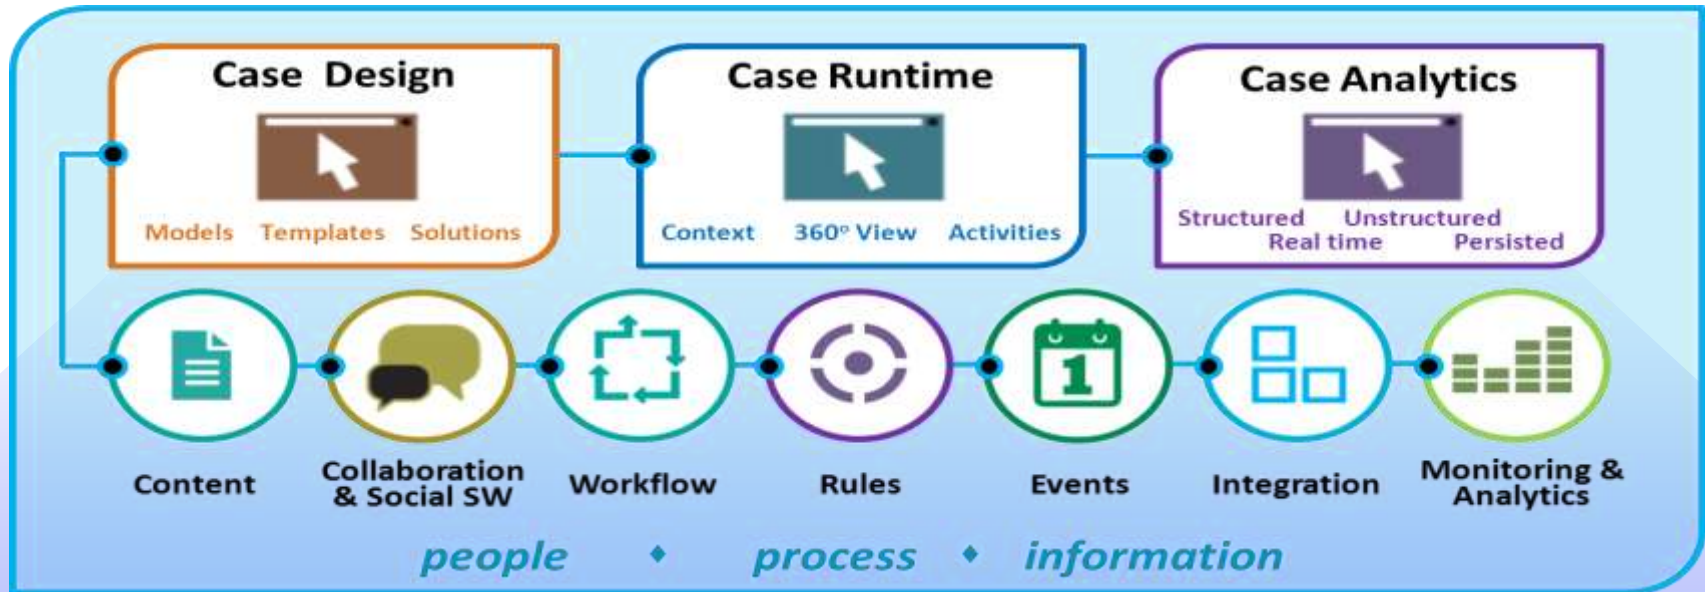 Case Design
Models Templates Solutions
Case Runtime
Context 360° View Activities
Case Analytics
Structured Unstructured
Real time Persisted
Content
Collaboration
& Social SW
Workflow
Rules
1
Events
Integration
Monitoring &
Analytics
people ♦ process ♦ information